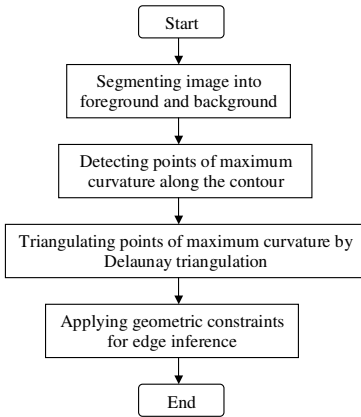 Start
Segmenting image into
foreground and background
Detecting points of maximum
curvature along the contour
Triangulating points of maximum curvature by
Delaunay triangulation
Applying geometric constraints
for edge inference
End